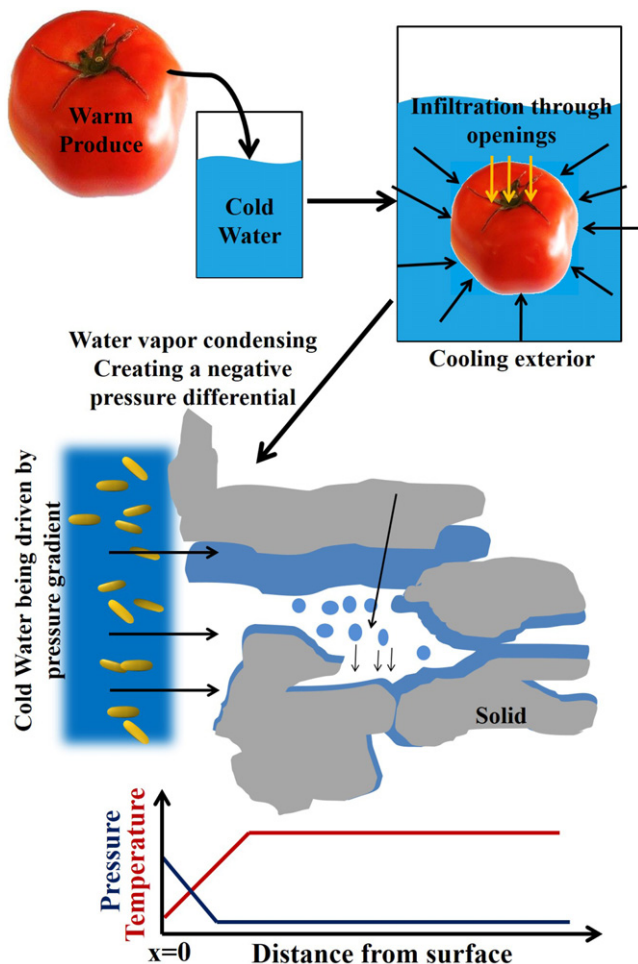 Warm
Produce
Cold
Water
Infiltration through
openings
Cooling exterior
Water vapor condensing
Creating a negative
pressure differential
Cold Water being driven by
pressure gradient
Solid
Pressure
Temperature
x=0
Distance from surface